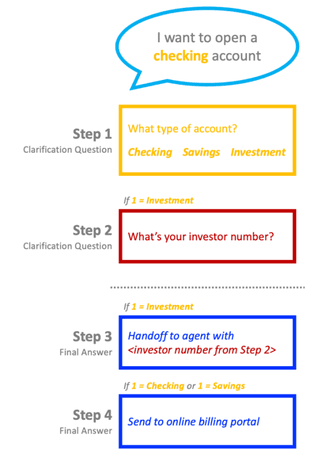 I want to open a
checking account
Step 1
Clarification Question
What type of account?
Checking Savings Investment
If 1 = Investment
Step 2
Clarification Question
What's your investor number?
If 1 = Investment
Step 3
Final Answer
Handoff to agent with
<investor number from Step 2>
If 1 = Checking or 1 = Savings
Step 4
Final Answer
Send to online billing portal